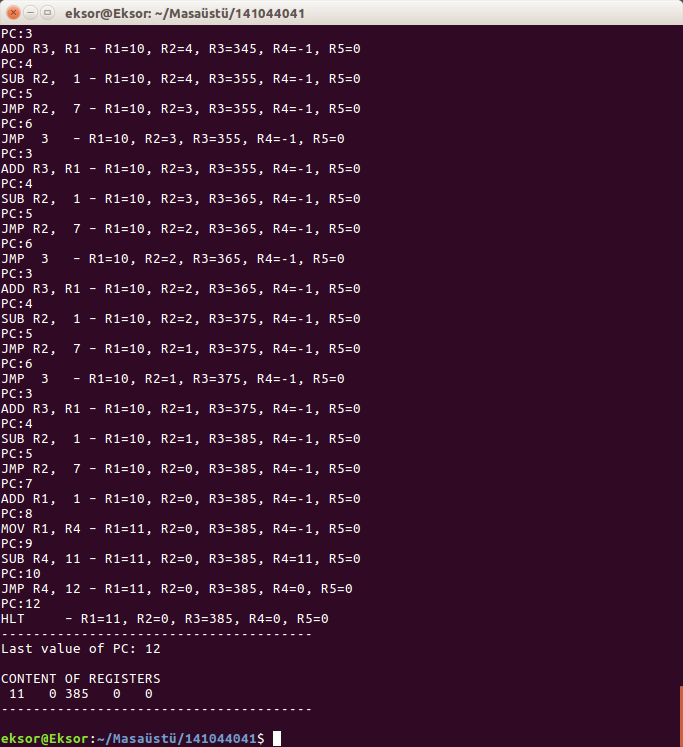 eksor@Eksor: ~/Masaüstü/141044041
PC:3
ADD R3, R1 - R1=10, R2=4, R3=345, R4=-1, R5=0
PC:4
SUB R2,  1 - R1=10, R2=4, R3=355, R4=-1, R5=0
PC:5
JMP R2,  7 - R1=10, R2=3, R3=355, R4=-1, R5=0
PC:6
JMP  3   - R1=10, R2=3, R3=355, R4=-1, R5=0
PC:3
ADD R3, R1 - R1=10, R2=3, R3=355, R4=-1, R5=0
PC:4
SUB R2,  1 - R1=10, R2=3, R3=365, R4=-1, R5=0
PC:5
JMP R2,  7 - R1=10, R2=2, R3=365, R4=-1, R5=0
PC:6
JMP  3   - R1=10, R2=2, R3=365, R4=-1, R5=0
PC:3
ADD R3, R1 - R1=10, R2=2, R3=365, R4=-1, R5=0
PC:4
SUB R2,  1 - R1=10, R2=2, R3=375, R4=-1, R5=0
PC:5
JMP R2,  7 - R1=10, R2=1, R3=375, R4=-1, R5=0
PC:6
JMP  3   - R1=10, R2=1, R3=375, R4=-1, R5=0
PC:3
ADD R3, R1 - R1=10, R2=1, R3=375, R4=-1, R5=0
PC:4
SUB R2,  1 - R1=10, R2=1, R3=385, R4=-1, R5=0
PC:5
JMP R2,  7 - R1=10, R2=0, R3=385, R4=-1, R5=0
PC:7
ADD R1,  1 - R1=10, R2=0, R3=385, R4=-1, R5=0
PC:8
MOV R1, R4 - R1=11, R2=0, R3=385, R4=-1, R5=0
PC:9
SUB R4, 11 - R1=11, R2=0, R3=385, R4=11, R5=0
PC:10
JMP R4, 12 - R1=11, R2=0, R3=385, R4=0, R5=0
PC:12
HLT     - R1=11, R2=0, R3=385, R4=0, R5=0
---------------------------------------
Last value of PC: 12
CONTENT OF REGISTERS
 11   0 385   0   0
---------------------------------------
eksor@Eksor:~/Masaüstü/141044041$